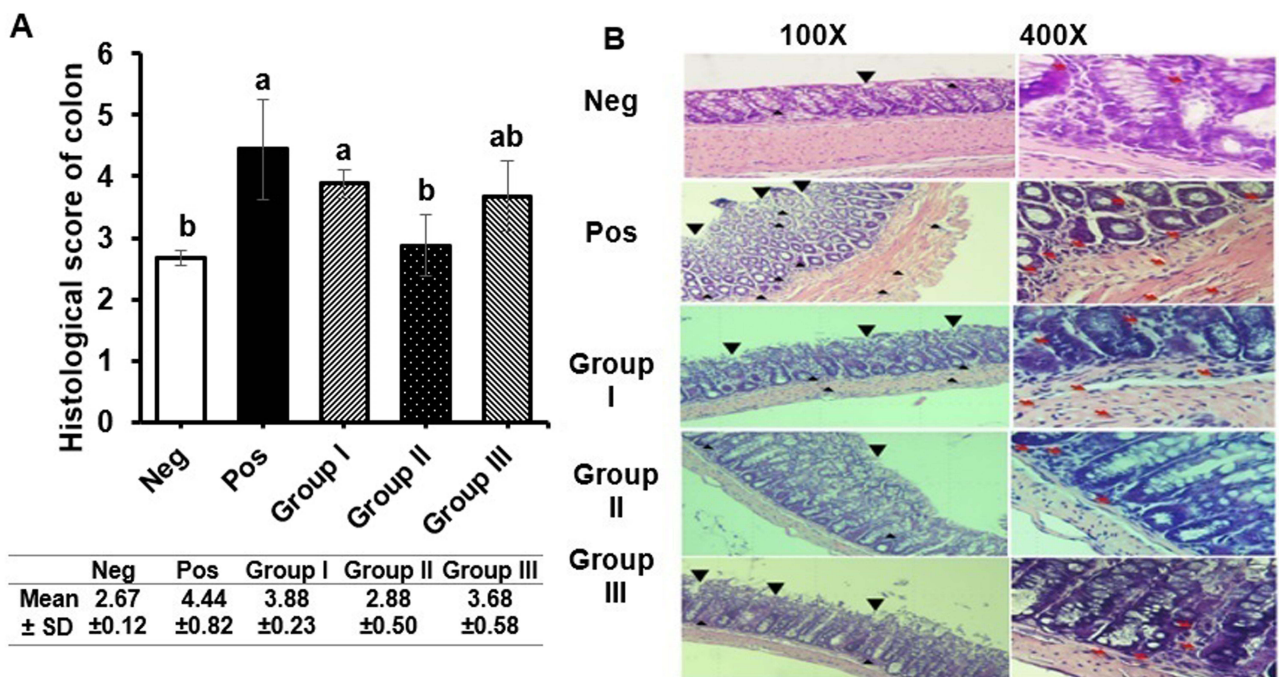 A
Histological score of colon
6
5
4
3
2
1
0
b
a
a
b
ab
Neg
Pos
Group I
Group II
Group III
Neg Pos Group I Group II Group III
Mean 2.67 4.44 3.88 2.88 3.68
± SD ±0.12 ±0.82 ±0.23 ±0.50 ±0.58
B
100X 400X
Neg
Pos
Group
I
Group
II
Group
III